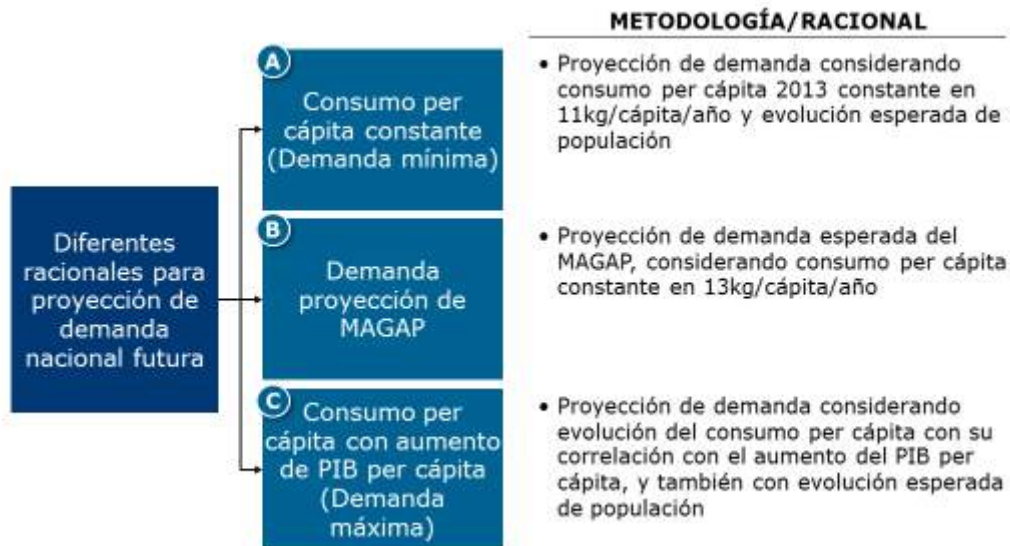 METODOLOGÍA/RACIONAL
Diferentes
racionales para
proyección de
demanda
nacional futura
A
Consumo per
cápita constante
(Demanda mínima)
• Proyección de demanda considerando
consumo per cápita 2013 constante en
11kg/cápita/año y evolución esperada de
populación
B
Demanda
proyección de
MAGAP
• Proyección de demanda esperada del
MAGAP, considerando consumo per cápita
constante en 13kg/cápita/año
C
Consumo per
cápita con aumento
de PIB per cápita
(Demanda
máxima)
• Proyección de demanda considerando
evolución del consumo per cápita con su
correlación con el aumento del PIB per
cápita, y también con evolución esperada
de populación